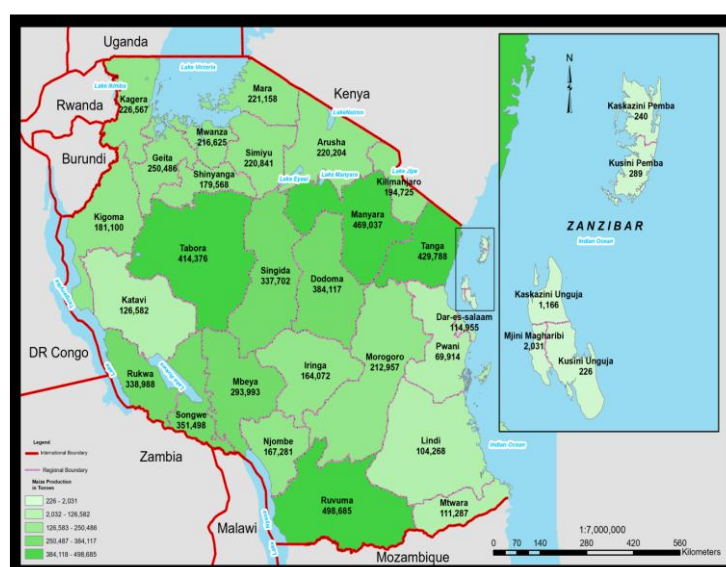 Uganda
Rwanda
Burundi
DR Congo
Zambia
Malawi
Mozambique
Kenya
Lake Victoria
Kagera
226,567
Mara
221,158
Mwanza
216,625
Geita
250,486
Simiyu
220,841
Shinyanga
179,568
Arusha
220,204
Lake Eyasi
Lake Manyara
Lake Jipe
Kilimanjaro
194,725
Kigoma
181,100
Tabora
414,376
Manyara
469,037
Tanga
429,788
Singida
337,702
Dodoma
384,117
Katavi
126,582
Dar-es-salaam
114,955
Pwani
69,914
Morogoro
212,957
Iringa
164,072
Rukwa
338,988
Mbeya
293,993
Songwe
351,498
Njombe
167,281
Lindi
104,268
Indian Ocean
Ruvuma
498,685
Mtwara
111,287
N
Kaskazini Pemba
240
Kusini Pemba
289
ZANZIBAR
Indian Ocean
Kaskazini Unguja
1,166
Mjini Magharibi
2,031
Kusini Unguja
226
Legend
International Boundary
Regional Boundary
Maize Production
in Tonnes
226 - 2,031
2,032 - 126,582
126,583 - 250,486
250,487 - 384,117
384,118 - 498,685
1:7,000,000
0 70 140 280 420 560
Kilometers